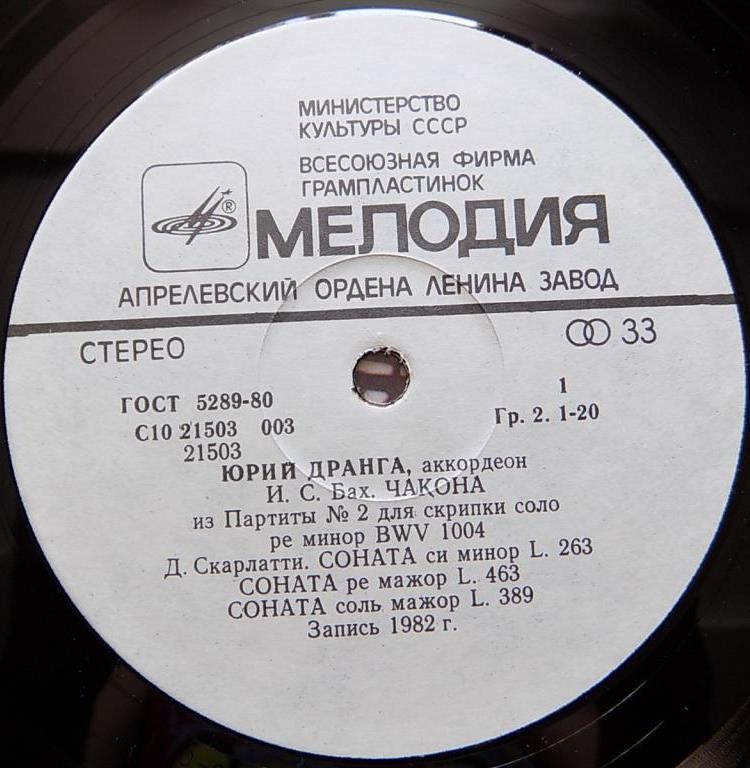 МИНИСТЕРСТВО
КУЛЬТУРЫ СССР
ВСЕСОЮЗНАЯ ФИРМА
ГРАМПЛАСТИНОК
®
МЕЛОДИЯ
АПРЕЛЕВСКИЙ ОРДЕНА ЛЕНИНА ЗАВОД
СТЕРЕО
33
ГОСТ 5289-80
1
С10 21503 003
Гр. 2. 1-20
21503
ЮРИЙ ДРАНГА, аккордеон
И. С. Бах. ЧАКОНА
из Партиты № 2 для скрипки соло
ре минор BWV 1004
Д. Скарлатти. СОНАТА си минор L. 263
СОНАТА ре мажор L. 463
СОНАТА соль мажор L. 389
Запись 1982 г.